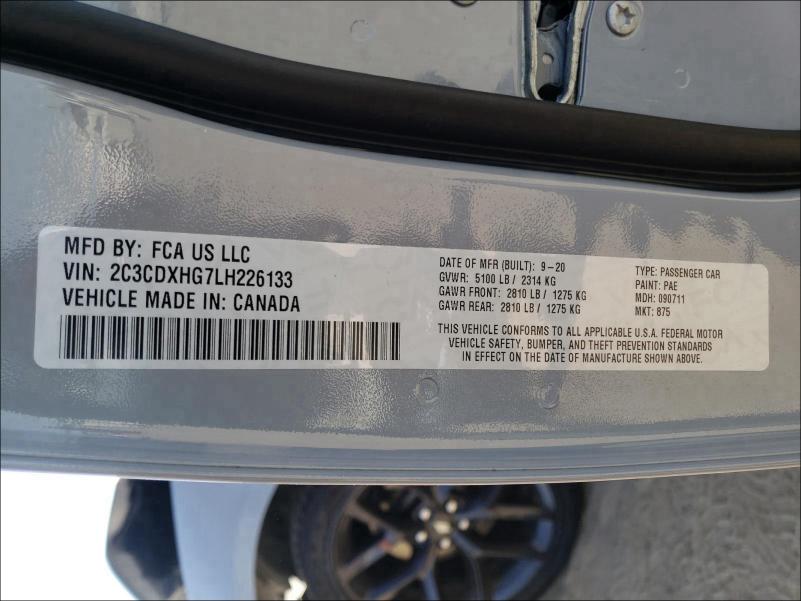 MFD BY: FCA US LLC
VIN: 2C3CDXHG7LH226133
VEHICLE MADE IN: CANADA
DATE OF MFR (BUILT): 9-20
GVWR: 5100 LB / 2314 KG
GAWR FRONT: 2810 LB / 1275 KG
GAWR REAR: 2810 LB / 1275 KG
TYPE: PASSENGER CAR
PAINT: PAE
MDH: 090711
MKT: 875
THIS VEHICLE CONFORMS TO ALL APPLICABLE U.S.A. FEDERAL MOTOR
VEHICLE SAFETY, BUMPER, AND THEFT PREVENTION STANDARDS
IN EFFECT ON THE DATE OF MANUFACTURE SHOWN ABOVE.